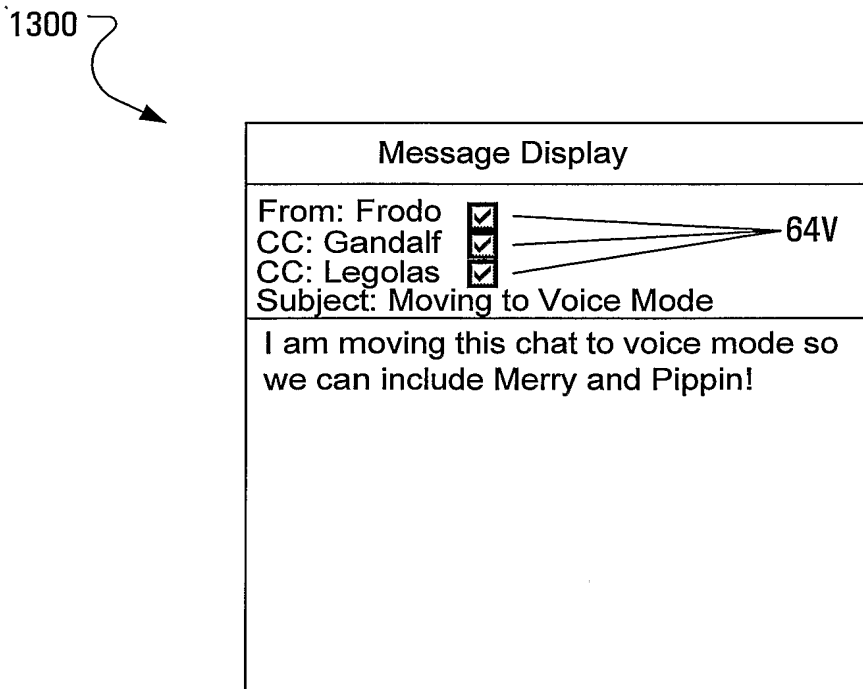 1300
Message Display
From: Frodo
CC: Gandalf
CC: Legolas
64V
Subject: Moving to Voice Mode
I am moving this chat to voice mode so
we can include Merry and Pippin!